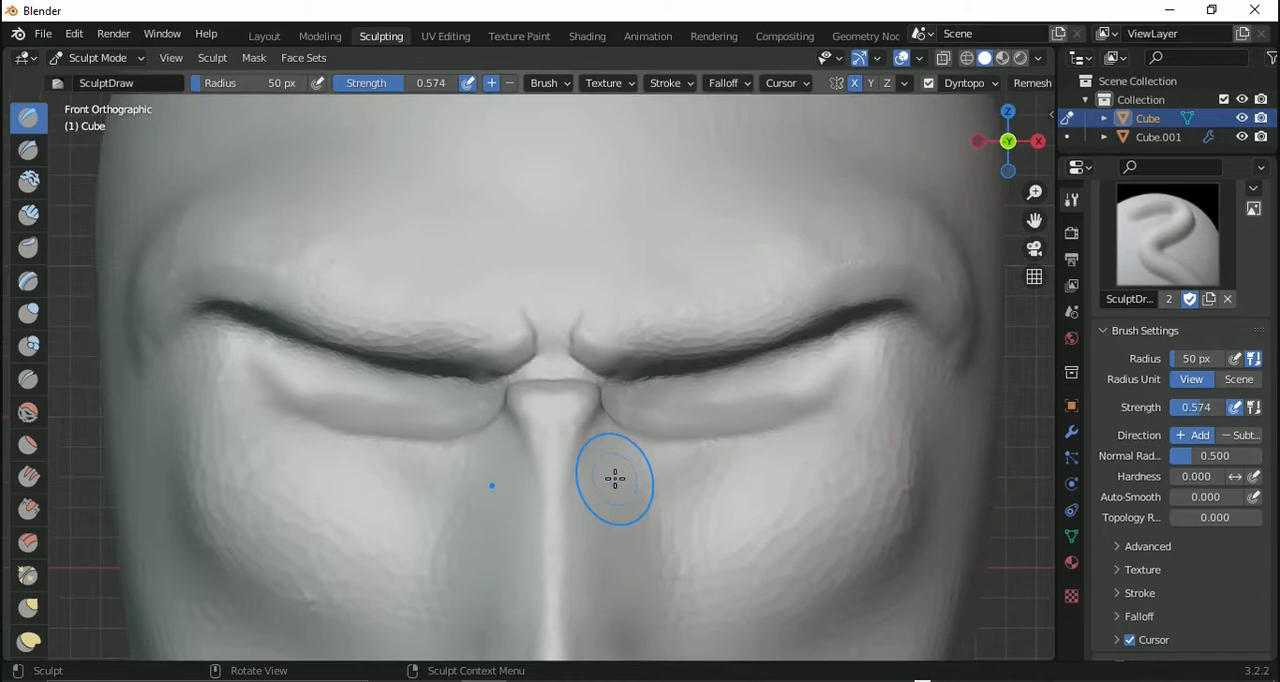 Blender
File Edit Render Window Help Layout Modeling Sculpting UV Editing Texture Paint Shading Animation Rendering Compositing Geometry Noc Scene ViewLayer
Sculpt Mode View Sculpt Mask Face Sets
SculptDraw Radius 50 px Strength 0.574 Brush Texture Stroke Falloff Cursor X Y Z Dyntopo Remesh
Front Orthographic
(1) Cube
Z
Y
X
Scene Collection
Collection
Cube
Cube.001
SculptDr... 2
Brush Settings
Radius 50 px
Radius Unit View Scene
Strength 0.574
Direction + Add − Subt...
Normal Rad... 0.500
Hardness 0.000
Auto-Smooth 0.000
Topology R... 0.000
Advanced
Texture
Stroke
Falloff
Cursor
Sculpt Rotate View Sculpt Context Menu 3.2.2